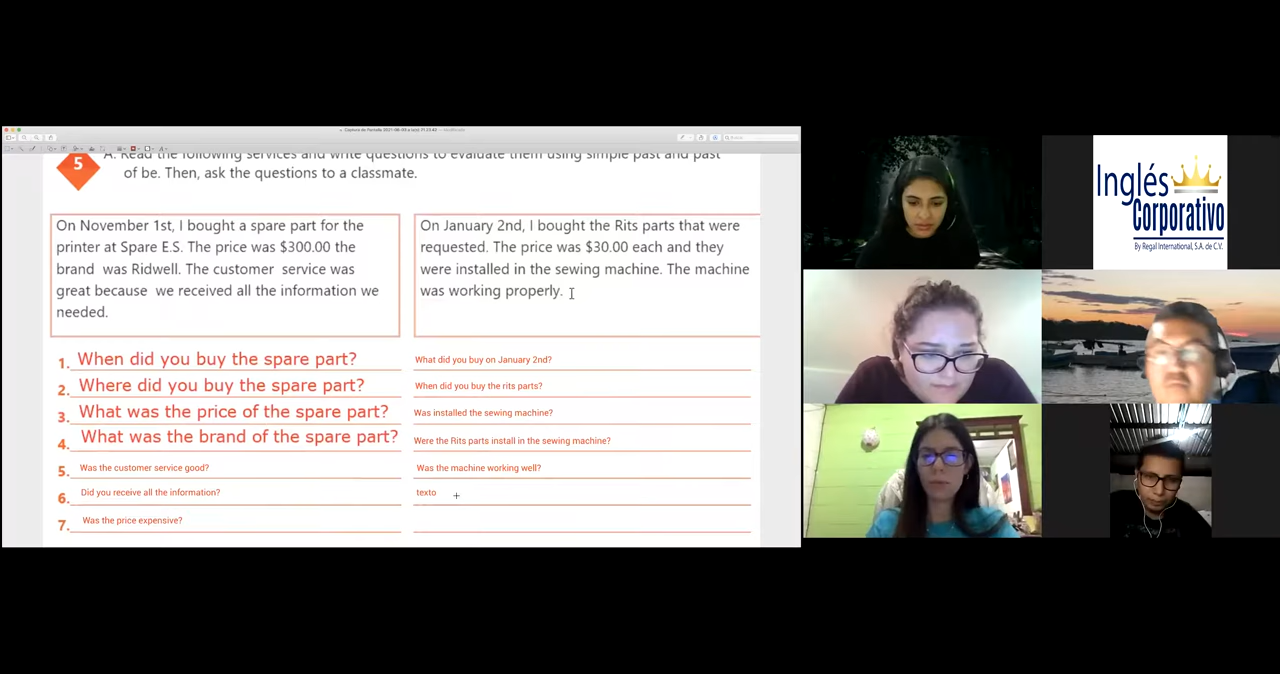 5
A. Read the following services and write questions to evaluate them using simple past and past
of be. Then, ask the questions to a classmate.
On November 1st, I bought a spare part for the
printer at Spare E.S. The price was $300.00 the
brand was Ridwell. The customer service was
great because we received all the information we
needed.
On January 2nd, I bought the Rits parts that were
requested. The price was $30.00 each and they
were installed in the sewing machine. The machine
was working properly.
1. When did you buy the spare part?
2. Where did you buy the spare part?
3. What was the price of the spare part?
4. What was the brand of the spare part?
5. Was the customer service good?
6. Did you receive all the information?
7. Was the price expensive?
What did you buy on January 2nd?
When did you buy the rits parts?
Was installed the sewing machine?
Were the Rits parts install in the sewing machine?
Was the machine working well?
texto
Inglés
Corporativo
By Regal International, S.A. de C.V.